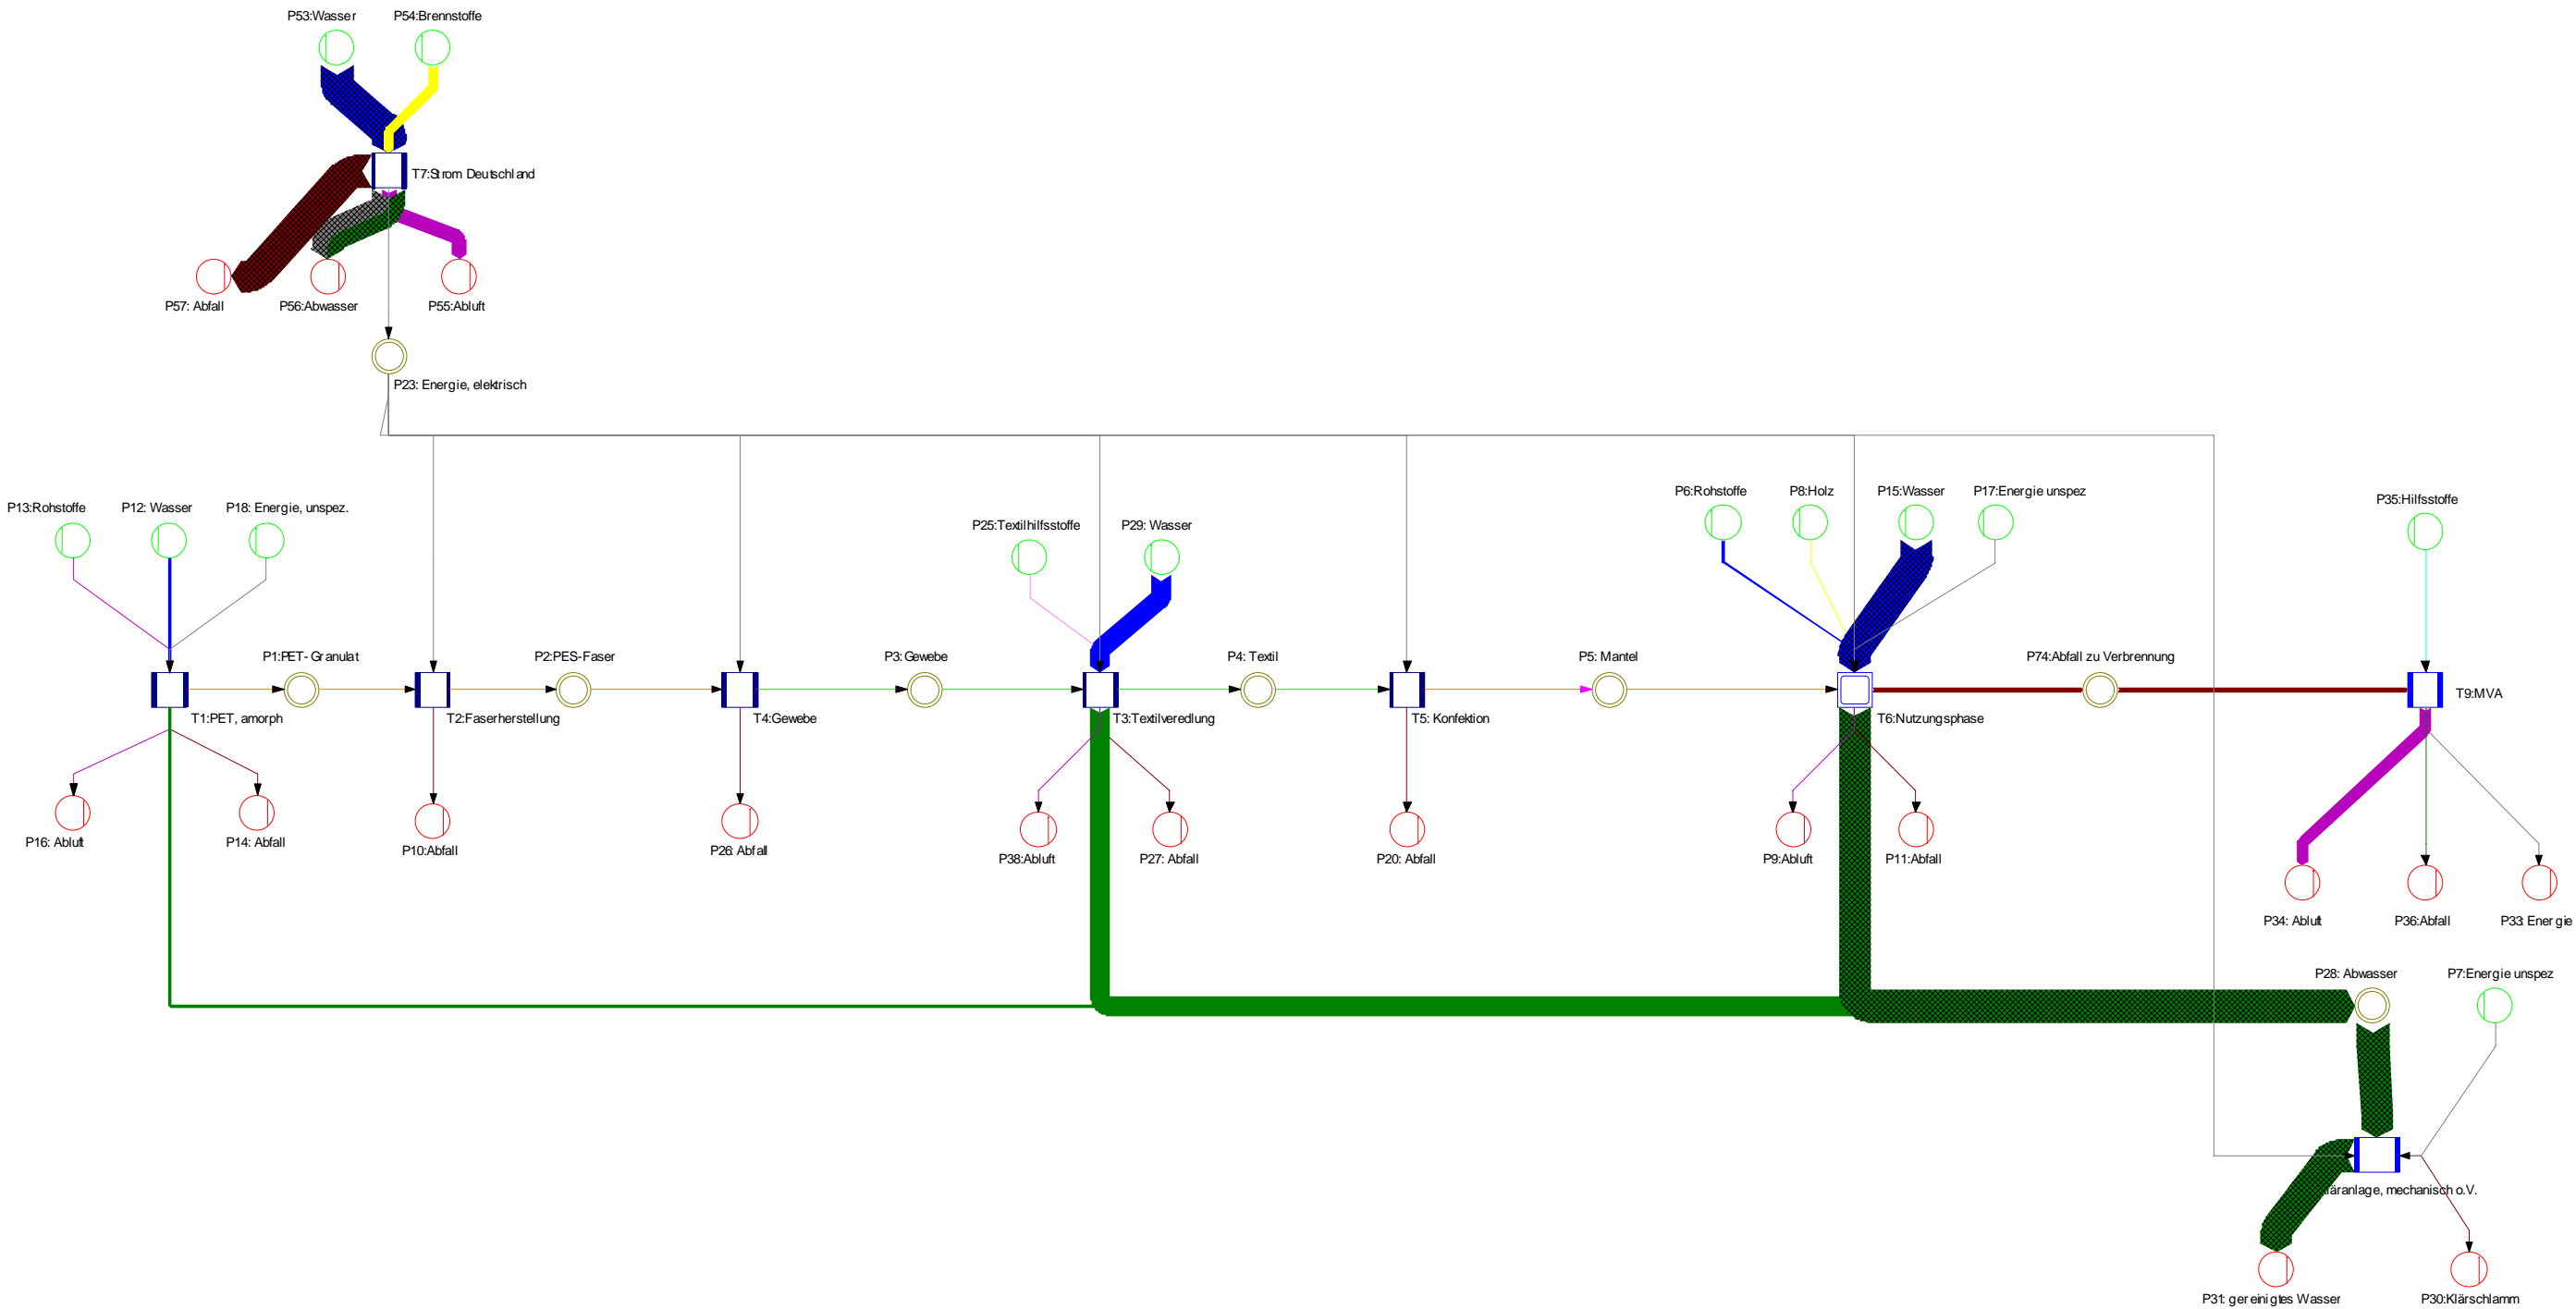 P53:Wasser
P54:Brennstoffe
T7:Strom Deutschland
P57: Abfall
P56:Abwasser
P55:Abluft
P23: Energie, elektrisch
P13:Rohstoffe
P12: Wasser
P18: Energie, unspez.
P25:Textilhilfsstoffe
P29: Wasser
P6:Rohstoffe
P8:Holz
P15:Wasser
P17:Energie unspez
P35:Hilfsstoffe
P1:PET-Granulat
P2:PES-Faser
P3:Gewebe
P4: Textil
P5: Mantel
P74:Abfall zu Verbrennung
T1:PET, amorph
T2:Faserherstellung
T4:Gewebe
T3:Textilveredlung
T5: Konfektion
T6:Nutzungsphase
T9:MVA
P16: Abluft
P14: Abfall
P10:Abfall
P26: Abfall
P38:Abluft
P27: Abfall
P20: Abfall
P9:Abluft
P11:Abfall
P34: Abluft
P36:Abfall
P33: Energie
P28: Abwasser
P7:Energie unspez
mechanisch o.V.
P31: gereinigtes Wasser
P30:Klärschlamm